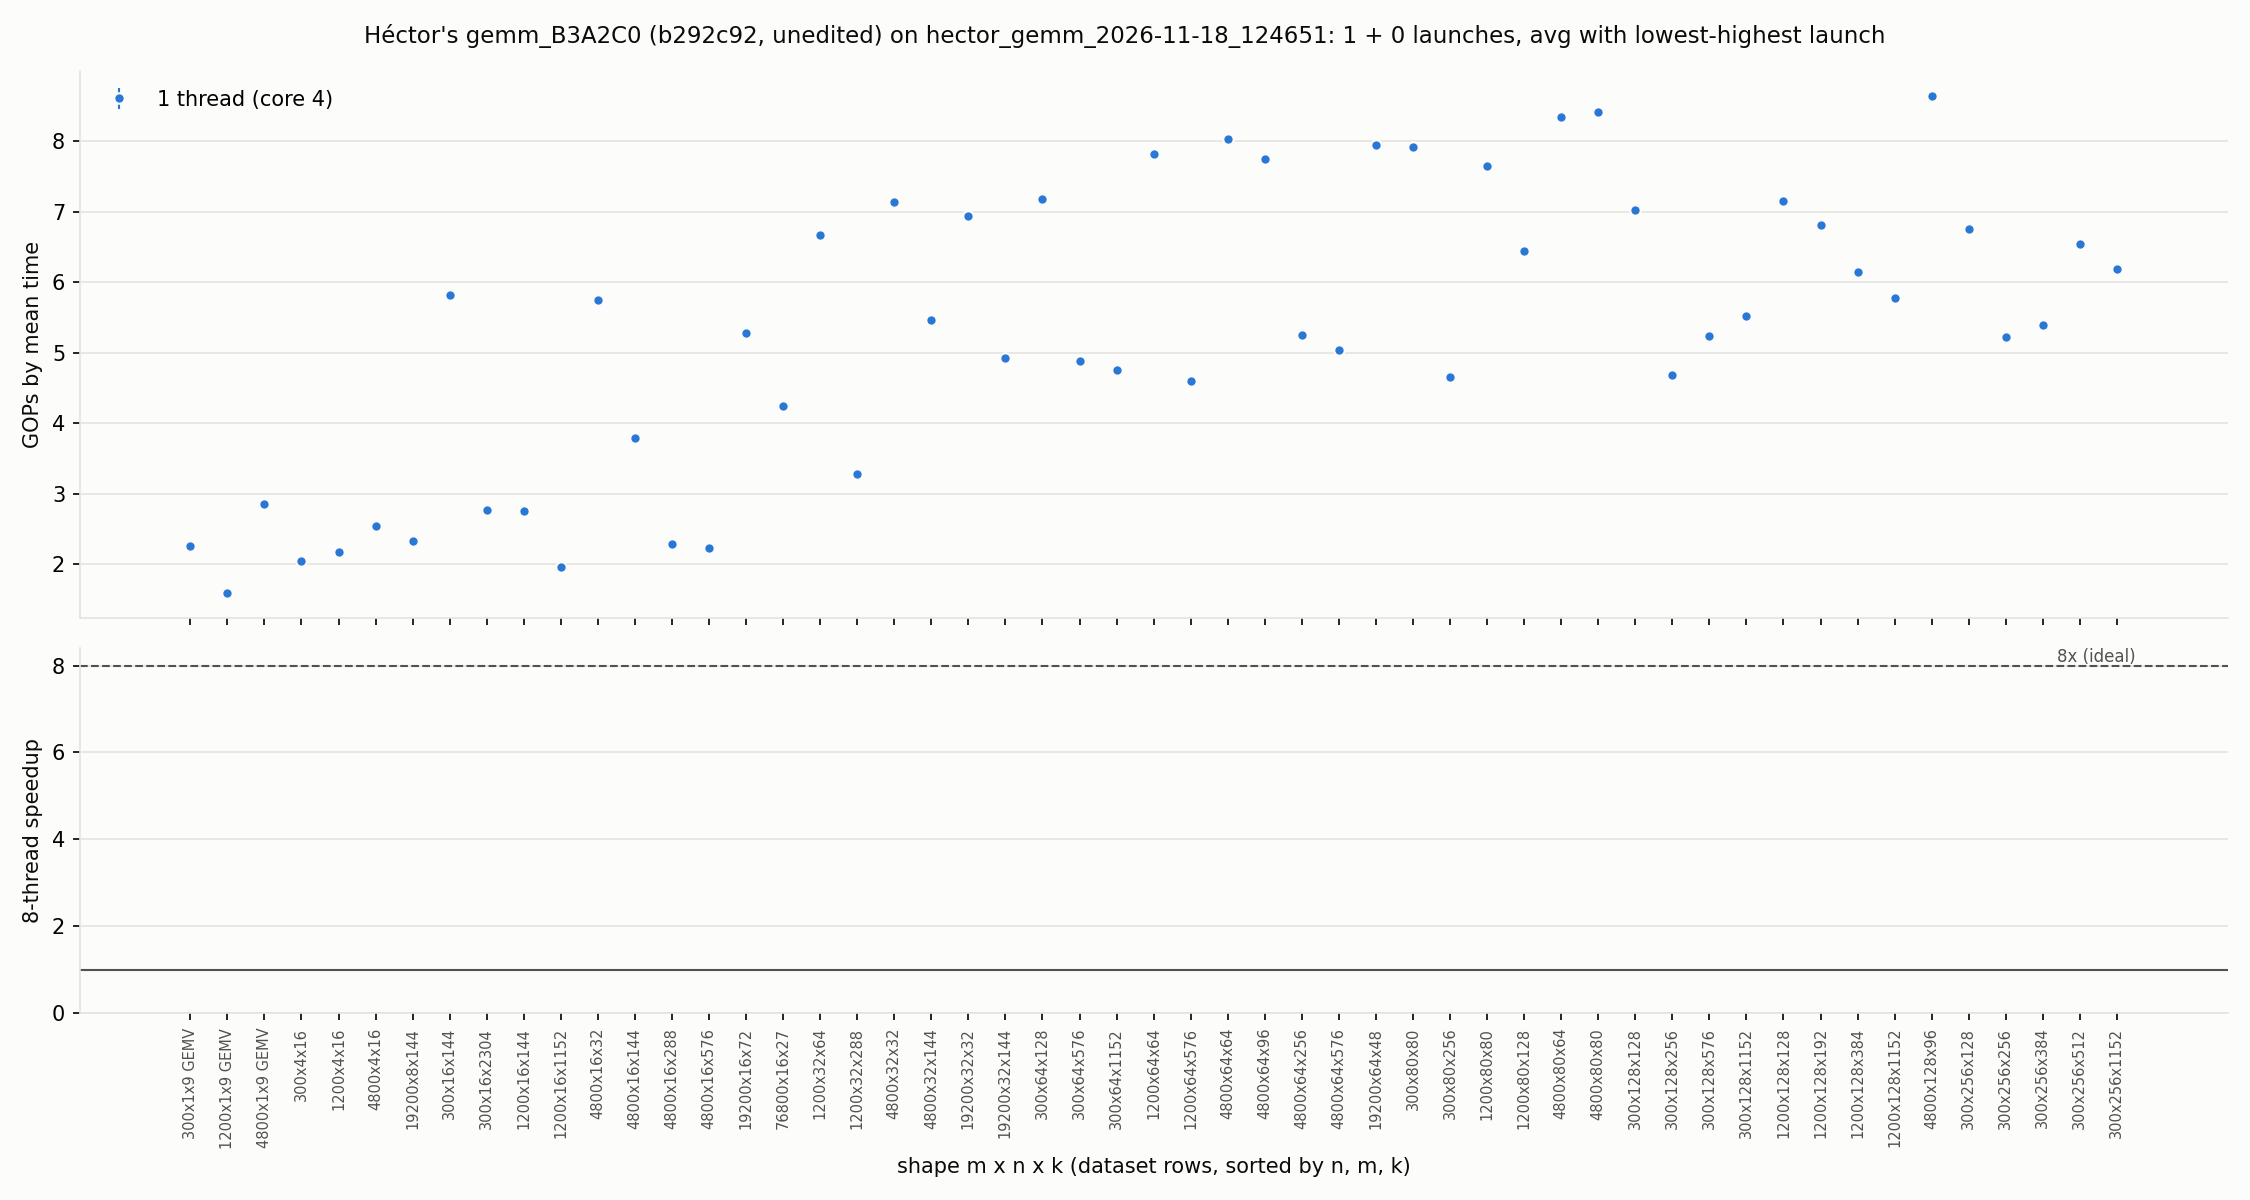 Héctor's gemm_B3A2C0 (b292c92, unedited) on hector_gemm_2026-11-18_124651: 1 + 0 launches, avg with lowest-highest launch
1 thread (core 4)
GOPs by mean time
8
7
6
5
4
3
2
8-thread speedup
8x (ideal)
8
6
4
2
0
300x1x9 GEMV
1200x1x9 GEMV
4800x1x9 GEMV
300x4x16
1200x4x16
4800x4x16
19200x8x144
300x16x144
300x16x2304
1200x16x144
1200x16x1152
4800x16x32
4800x16x144
4800x16x288
4800x16x576
19200x16x72
76800x16x27
1200x32x64
1200x32x288
4800x32x32
4800x32x144
19200x32x32
19200x32x144
300x64x128
300x64x576
300x64x1152
1200x64x64
1200x64x576
4800x64x64
4800x64x96
4800x64x256
4800x64x576
19200x64x48
300x80x80
300x80x256
1200x80x80
1200x80x128
4800x80x64
4800x80x80
300x128x128
300x128x256
300x128x576
300x128x1152
1200x128x128
1200x128x192
1200x128x384
1200x128x1152
4800x128x96
300x256x128
300x256x256
300x256x384
300x256x512
300x256x1152
shape m x n x k (dataset rows, sorted by n, m, k)